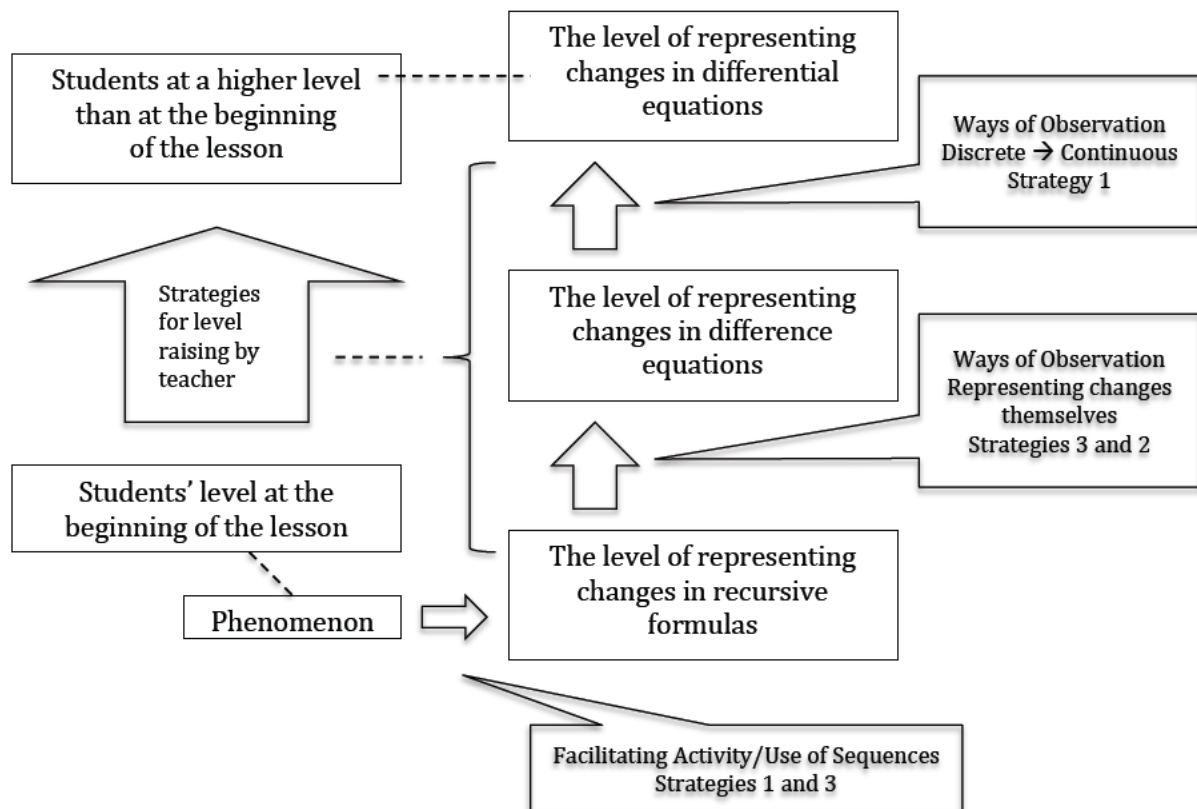 Students at a higher level
than at the beginning
of the lesson
The level of representing
changes in differential
equations
Ways of Observation
Discrete → Continuous
Strategy 1
Strategies
for level
raising by
teacher
The level of representing
changes in difference
equations
Ways of Observation
Representing changes
themselves
Strategies 3 and 2
Students’ level at the
beginning of the lesson
Phenomenon
The level of representing
changes in recursive
formulas
Facilitating Activity/Use of Sequences
Strategies 1 and 3